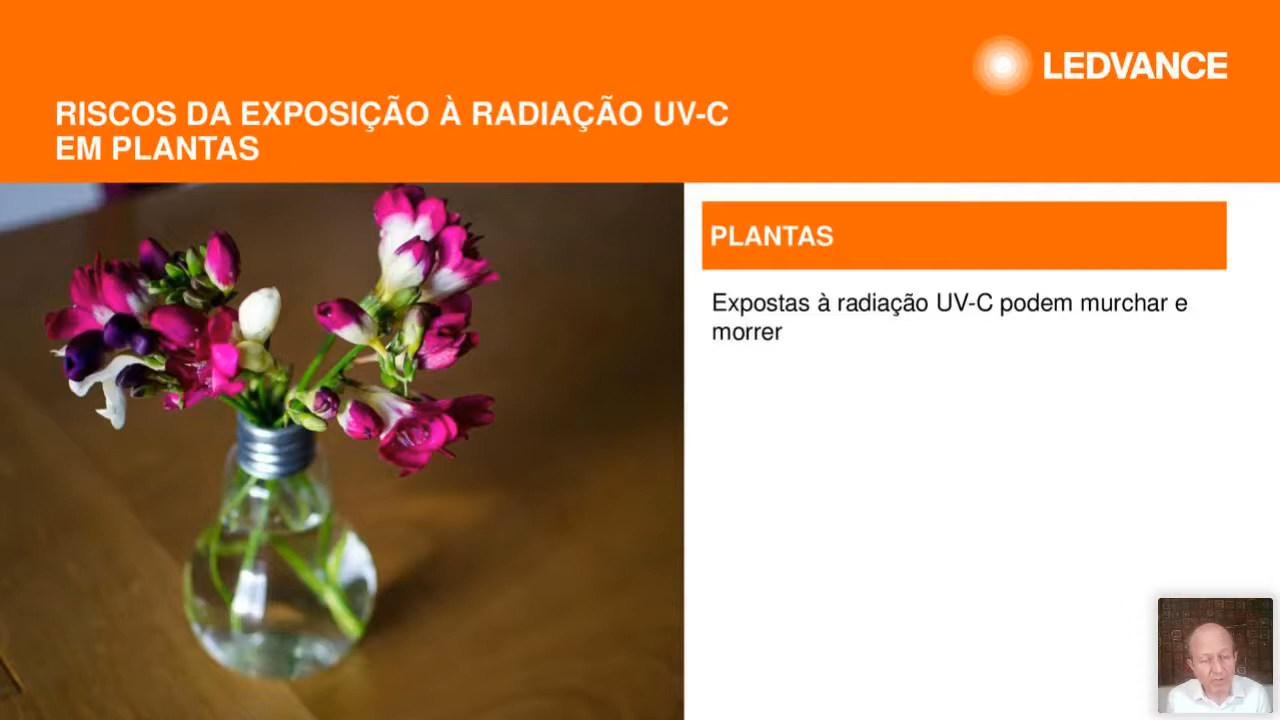 LEDVANCE
RISCOS DA EXPOSIÇÃO À RADIAÇÃO UV-C
EM PLANTAS
PLANTAS
Expostas à radiação UV-C podem murchar e
morrer